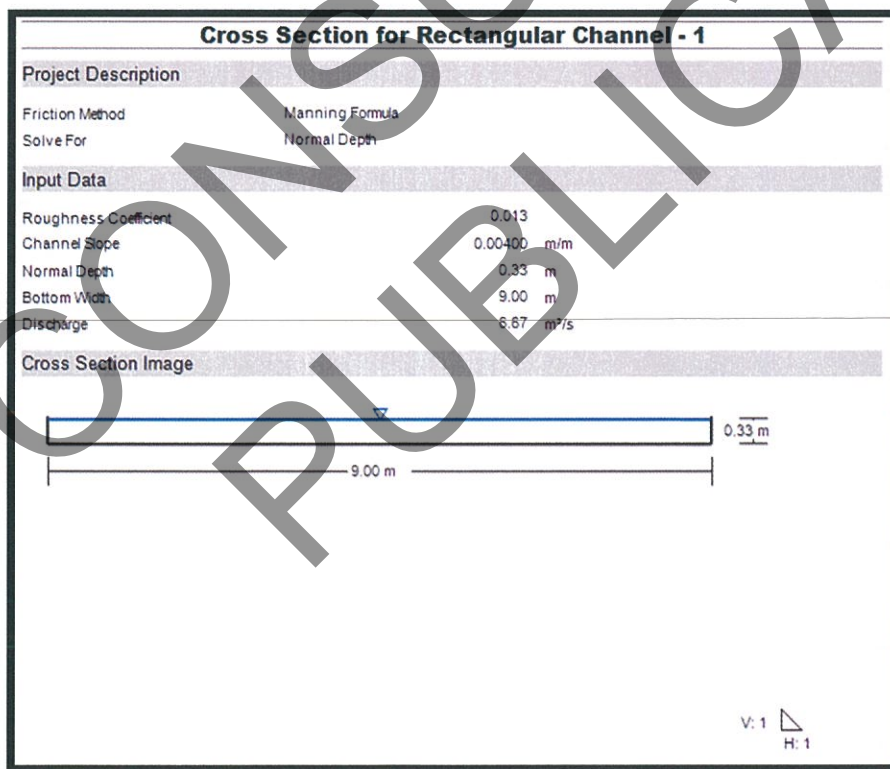 Cross Section for Rectangular Channel - 1
Project Description
Friction Method Manning Formula
Solve For Normal Depth
Input Data
Roughness Coefficient 0.013
Channel Slope 0.00400 m/m
Normal Depth 0.33 m
Bottom Width 9.00 m
Discharge 6.67 m³/s
Cross Section Image
0.33 m
9.00 m
V: 1
H: 1